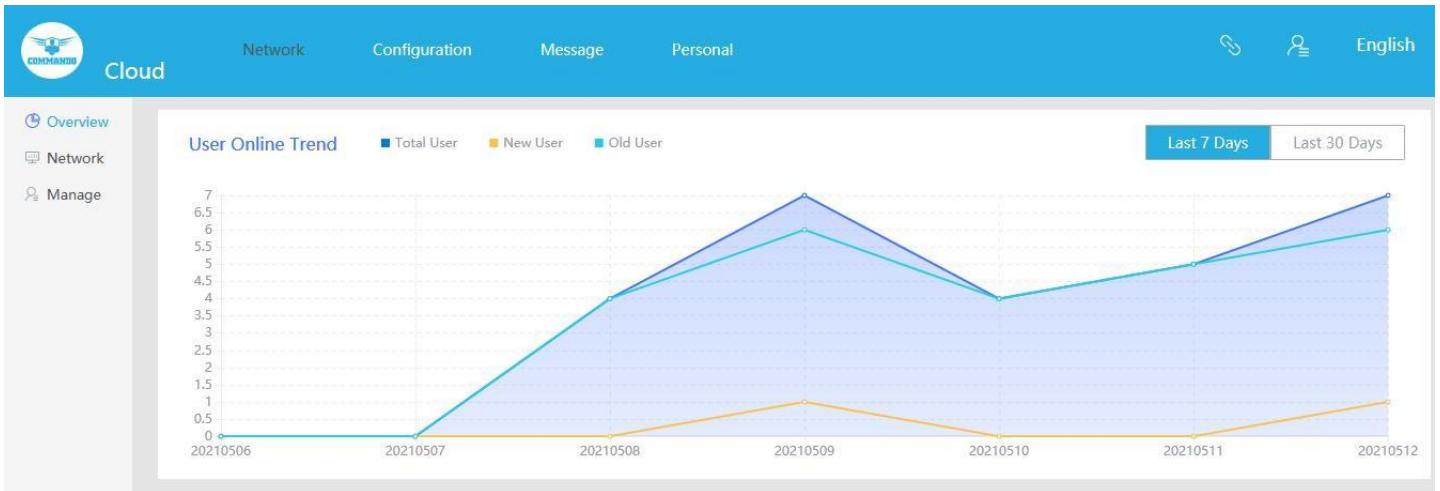 COMMANDO
Cloud
Network
Configuration
Message
Personal
English
Overview
Network
Manage
User Online Trend
Total User
New User
Old User
Last 7 Days
Last 30 Days
7
6.5
6
5.5
5
4.5
4
3.5
3
2.5
2
1.5
1
0.5
0
20210506
20210507
20210508
20210509
20210510
20210511
20210512